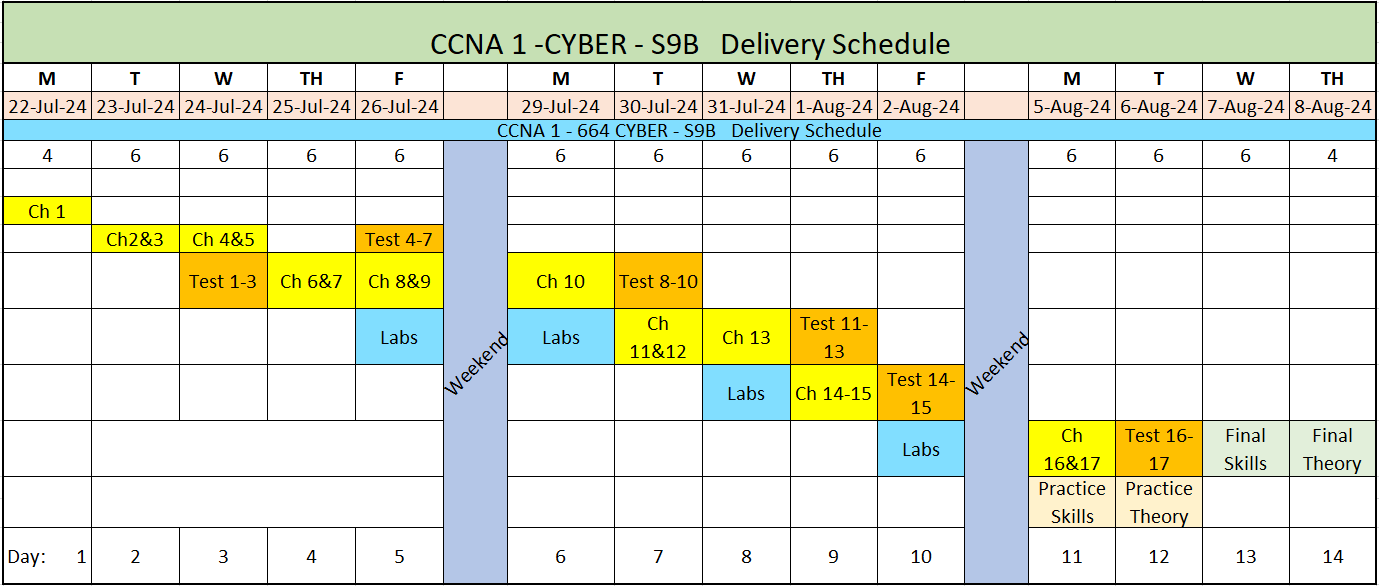 CCNA 1 -CYBER - S9B   Delivery Schedule
M T W TH F M T W TH F M T W TH
22-Jul-24 23-Jul-24 24-Jul-24 25-Jul-24 26-Jul-24 29-Jul-24 30-Jul-24 31-Jul-24 1-Aug-24 2-Aug-24 5-Aug-24 6-Aug-24 7-Aug-24 8-Aug-24
CCNA 1 - 664 CYBER - S9B   Delivery Schedule
4 6 6 6 6 6 6 6 6 6 6 6 6 4
Ch 1
Ch2&3 Ch 4&5 Test 4-7
Test 1-3 Ch 6&7 Ch 8&9 Ch 10 Test 8-10
Labs Labs Ch 11&12 Ch 13 Test 11-13
Weekend Weekend
Labs Ch 14-15 Test 14-15
Labs Ch 16&17 Test 16-17 Final Skills Final Theory
Practice Skills Practice Theory
Day: 1 2 3 4 5 6 7 8 9 10 11 12 13 14